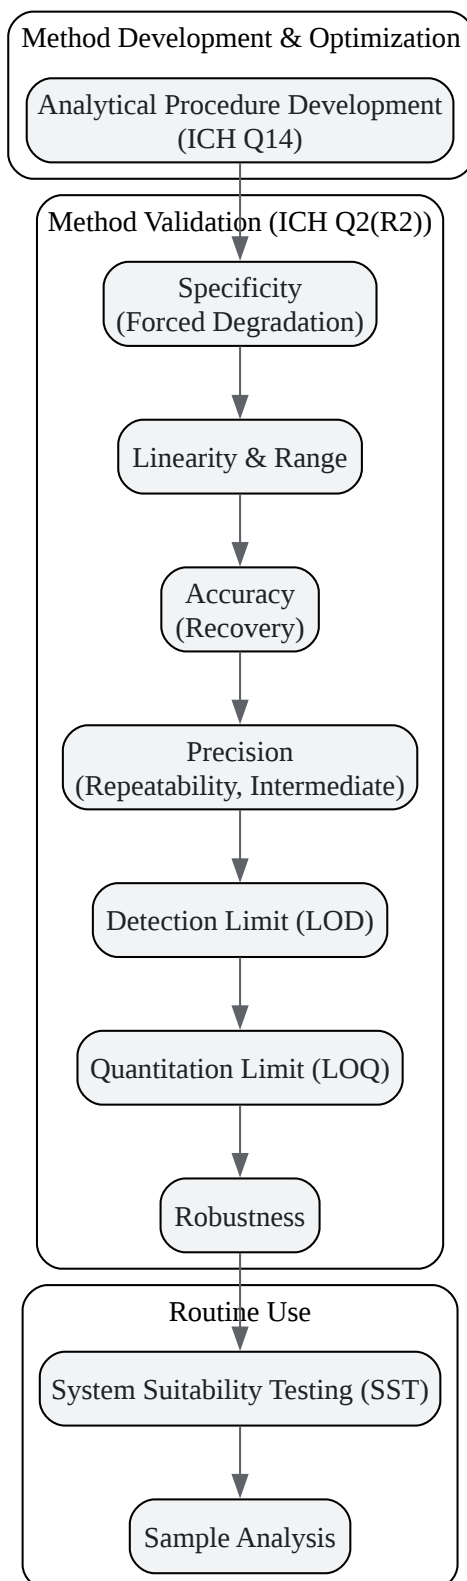 Method Development & Optimization
Analytical Procedure Development
(ICH Q14)
Method Validation (ICH Q2(R2))
Specificity
(Forced Degradation)
Linearity & Range
Accuracy
(Recovery)
Precision
(Repeatability, Intermediate)
Detection Limit (LOD)
Quantitation Limit (LOQ)
Robustness
Routine Use
System Suitability Testing (SST)
Sample Analysis